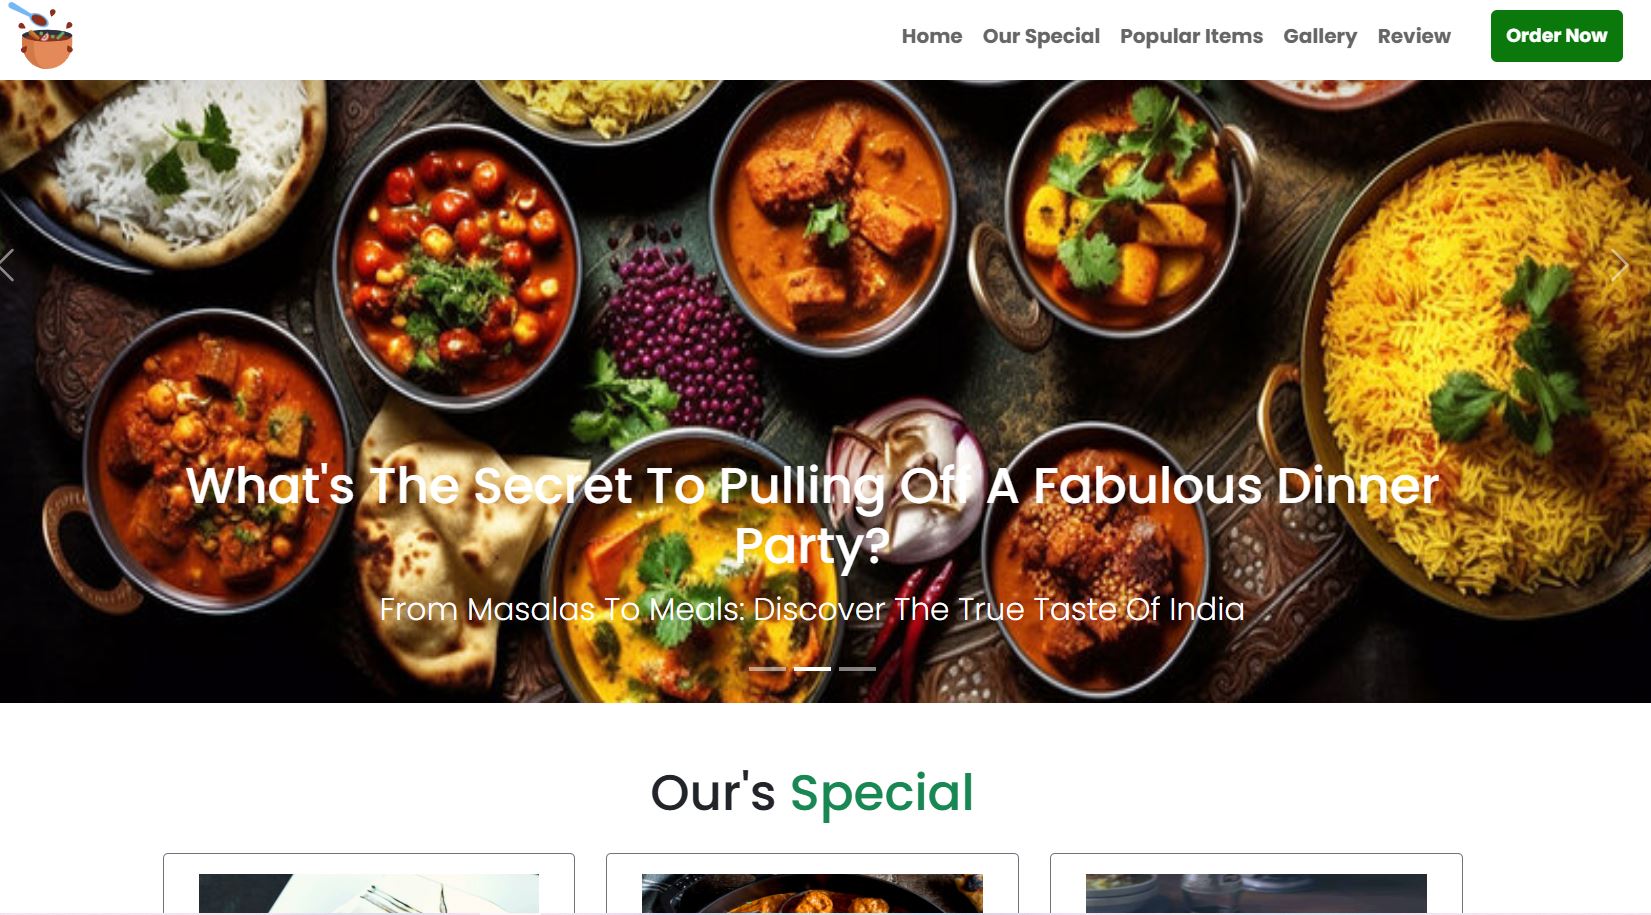 Home Our Special Popular Items Gallery Review Order Now
What's The Secret To Pulling Off A Fabulous Dinner
Party?
From Masalas To Meals: Discover The True Taste Of India
Our's Special